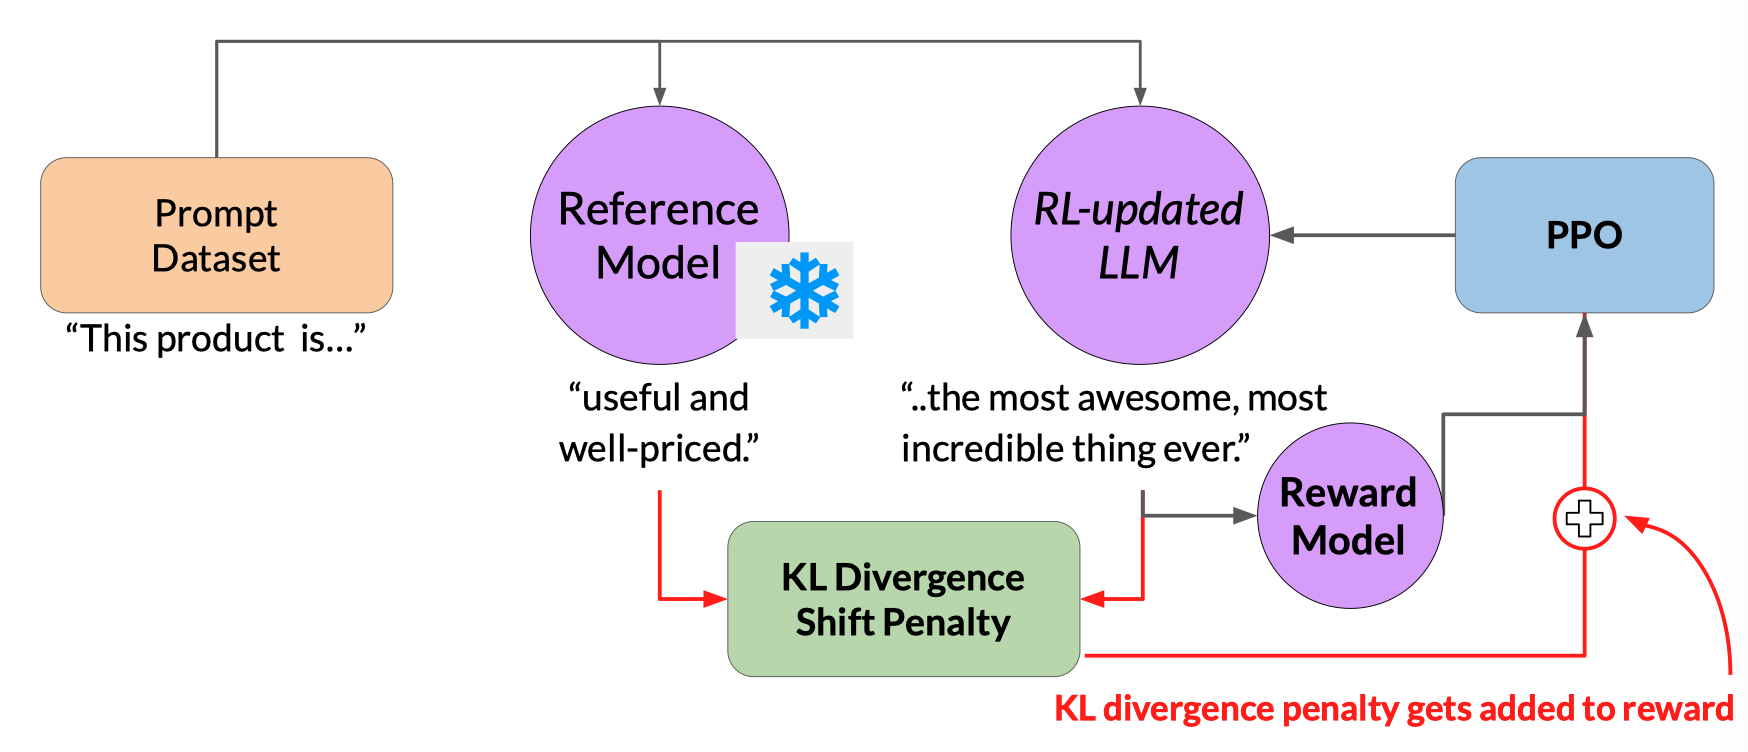 Prompt
Dataset
“This product  is...”
Reference
Model
“useful and
well-priced.”
RL-updated
LLM
“..the most awesome, most
incredible thing ever.”
PPO
Reward
Model
KL Divergence
Shift Penalty
KL divergence penalty gets added to reward